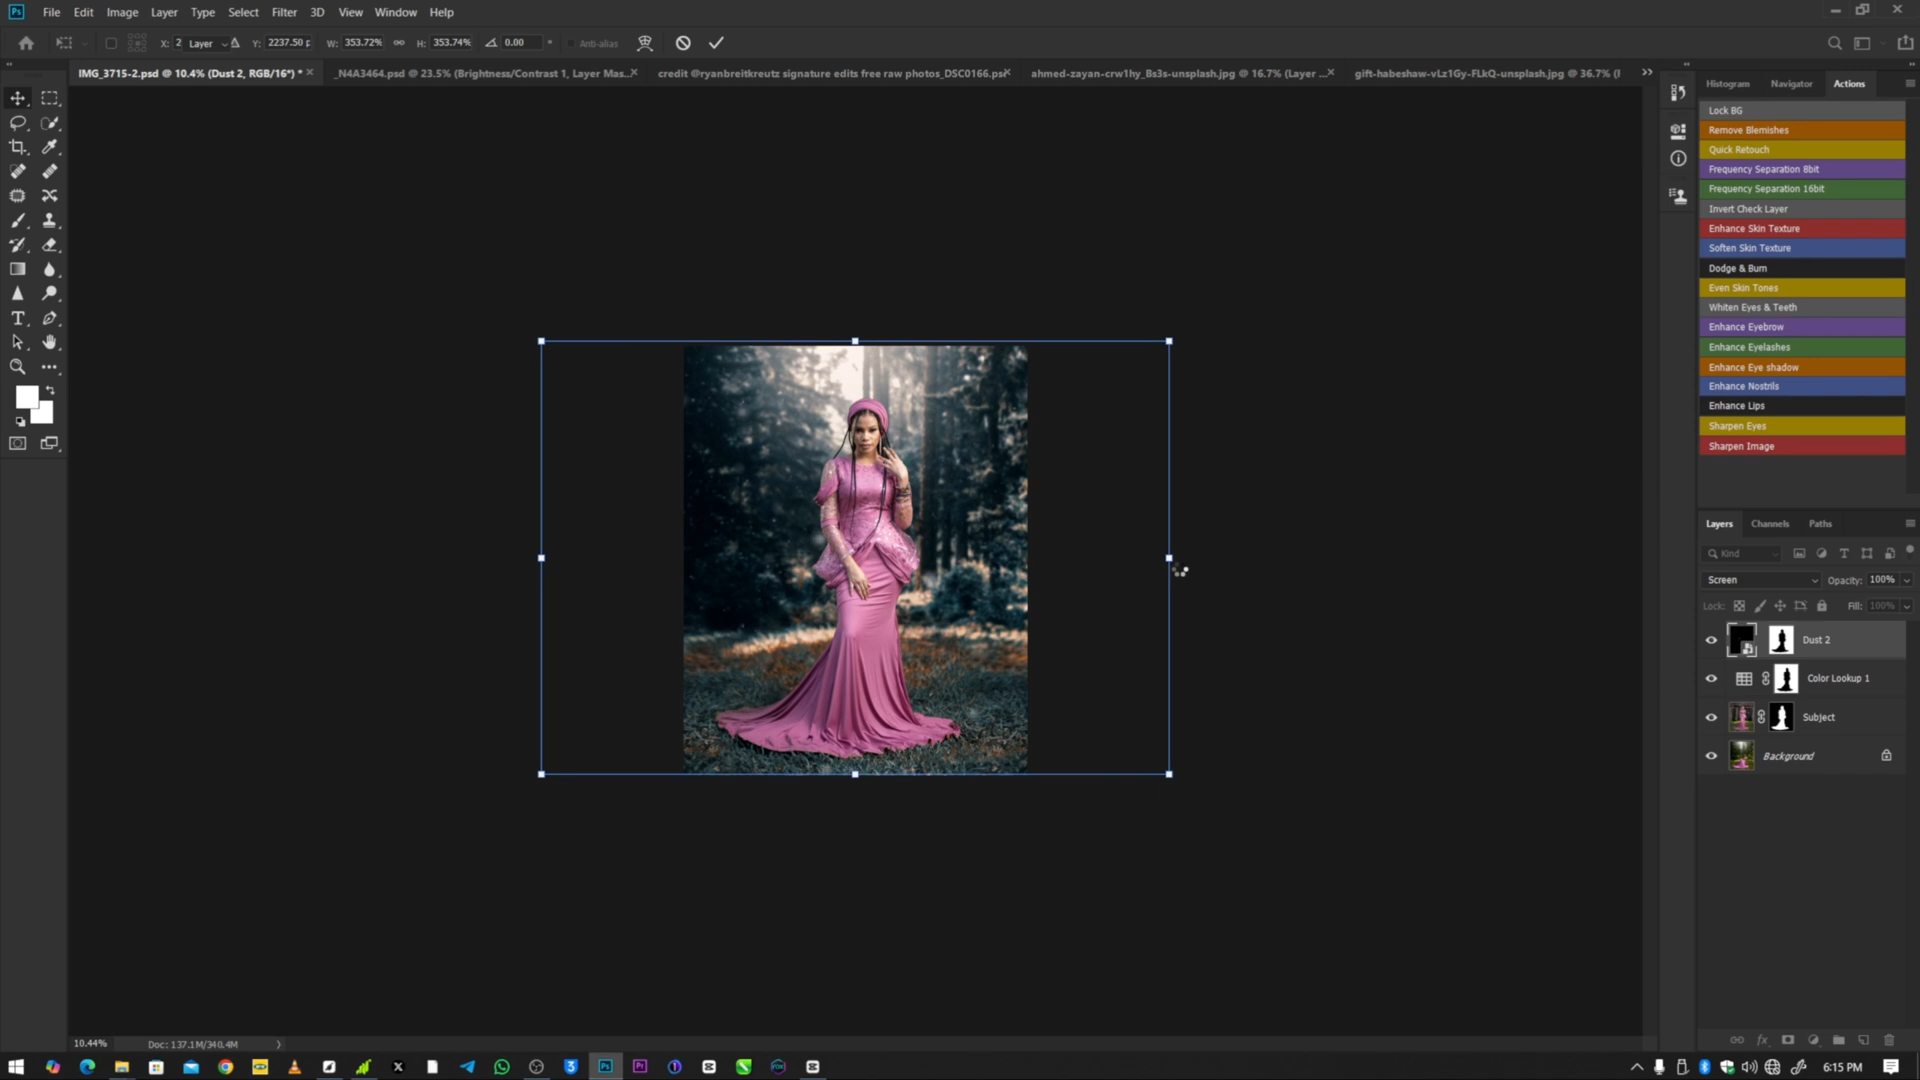 Ps File Edit Image Layer Type Select Filter 3D View Window Help
X: 2 Layer Δ Y: 2237.50 p W: 353.72% H: 353.74% 0.00 Anti-alias
IMG_3715-2.psd @ 10.4% (Dust 2, RGB/16*) * × _N4A3464.psd @ 23.5% (Brightness/Contrast 1, Layer Mas... × credit @ryanbreitkreutz signature edits free raw photos_DSC0166.psd × ahmed-zayan-crw1hy_Bs3s-unsplash.jpg @ 16.7% (Layer ... × gift-habeshaw-vLz1Gy-FLkQ-unsplash.jpg @ 36.7% (l
Histogram Navigator Actions
Lock BG
Remove Blemishes
Quick Retouch
Frequency Separation 8bit
Frequency Separation 16bit
Invert Check Layer
Enhance Skin Texture
Soften Skin Texture
Dodge & Burn
Even Skin Tones
Whiten Eyes & Teeth
Enhance Eyebrow
Enhance Eyelashes
Enhance Eye shadow
Enhance Nostrils
Enhance Lips
Sharpen Eyes
Sharpen Image
Layers Channels Paths
Kind
Screen Opacity: 100%
Lock: Fill: 100%
Dust 2
Color Lookup 1
Subject
Background
10.44% Doc: 137.1M/340.4M
6:15 PM